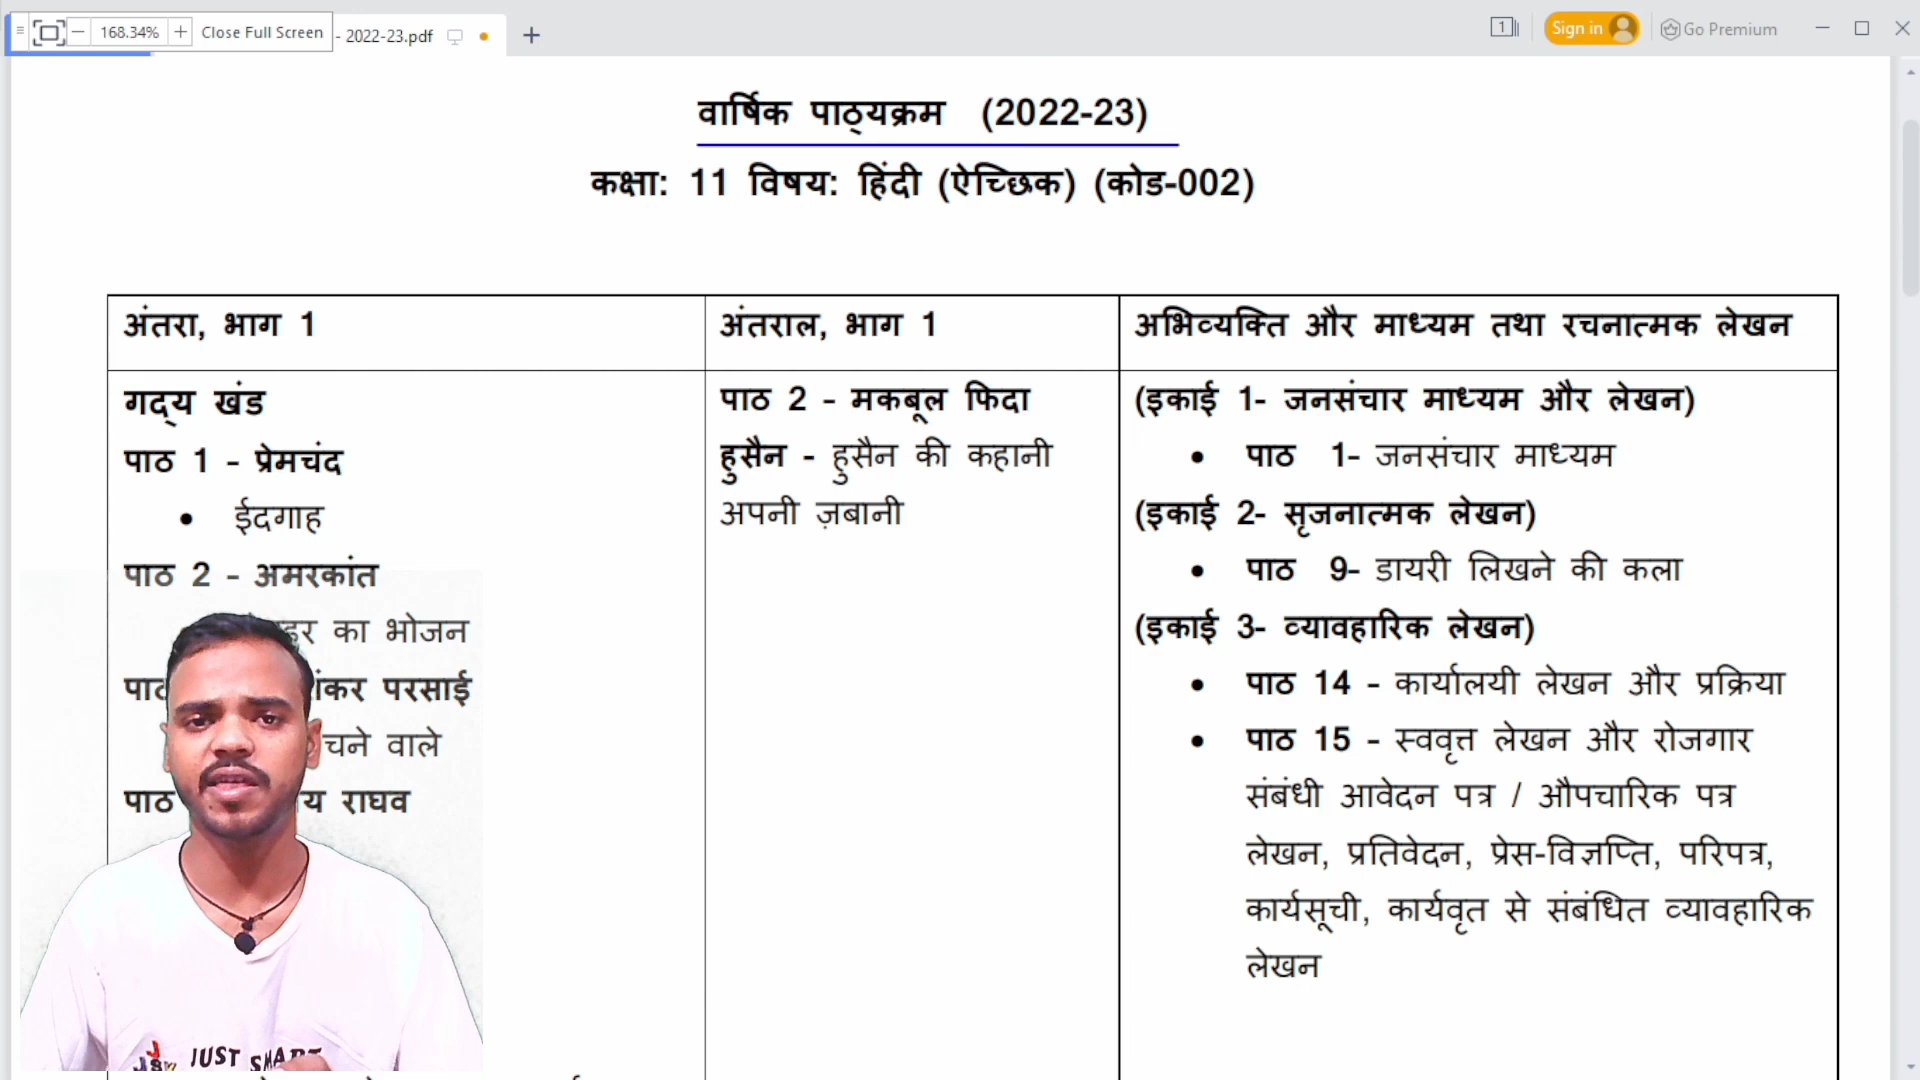 168.34%
Close Full Screen
- 2022-23.pdf
1
Sign in
Go Premium
वार्षिक पाठ्यक्रम (2022-23)
कक्षा: 11 विषय: हिंदी (ऐच्छिक) (कोड-002)
अंतरा, भाग 1
गद्य खंड
पाठ 1 - प्रेमचंद
• ईदगाह
पाठ 2 - अमरकांत
का भोजन
परसाई
वाले
पाठ
राघव
अंतराल, भाग 1
पाठ 2 - मकबूल फिदा
हुसैन - हुसैन की कहानी
अपनी ज़बानी
अभिव्यक्ति और माध्यम तथा रचनात्मक लेखन
(इकाई 1- जनसंचार माध्यम और लेखन)
• पाठ 1- जनसंचार माध्यम
(इकाई 2- सृजनात्मक लेखन)
• पाठ 9- डायरी लिखने की कला
(इकाई 3- व्यावहारिक लेखन)
• पाठ 14 - कार्यालयी लेखन और प्रक्रिया
• पाठ 15 - स्ववृत्त लेखन और रोजगार
संबंधी आवेदन पत्र / औपचारिक पत्र
लेखन, प्रतिवेदन, प्रेस-विज्ञप्ति, परिपत्र,
कार्यसूची, कार्यवृत से संबंधित व्यावहारिक
लेखन
JUST